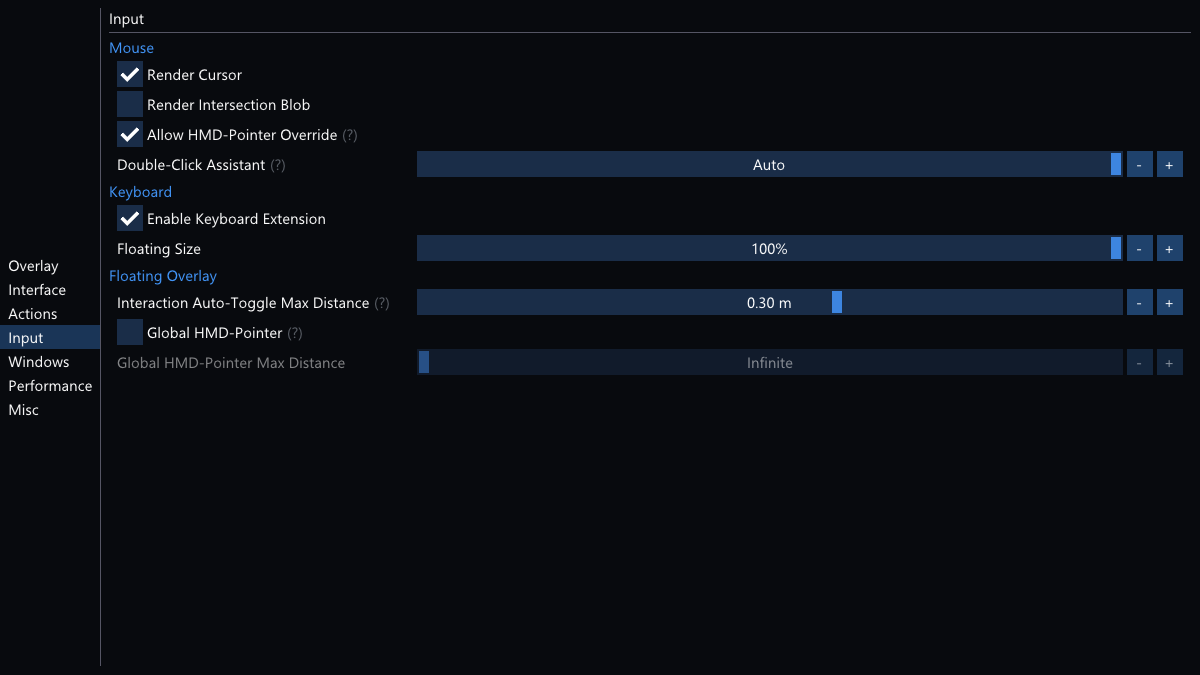 Input
Mouse
Render Cursor
Render Intersection Blob
Allow HMD-Pointer Override (?)
Double-Click Assistant (?) Auto - +
Keyboard
Enable Keyboard Extension
Floating Size 100% - +
Floating Overlay
Interaction Auto-Toggle Max Distance (?) 0.30 m - +
Global HMD-Pointer (?)
Global HMD-Pointer Max Distance Infinite - +
Overlay
Interface
Actions
Input
Windows
Performance
Misc